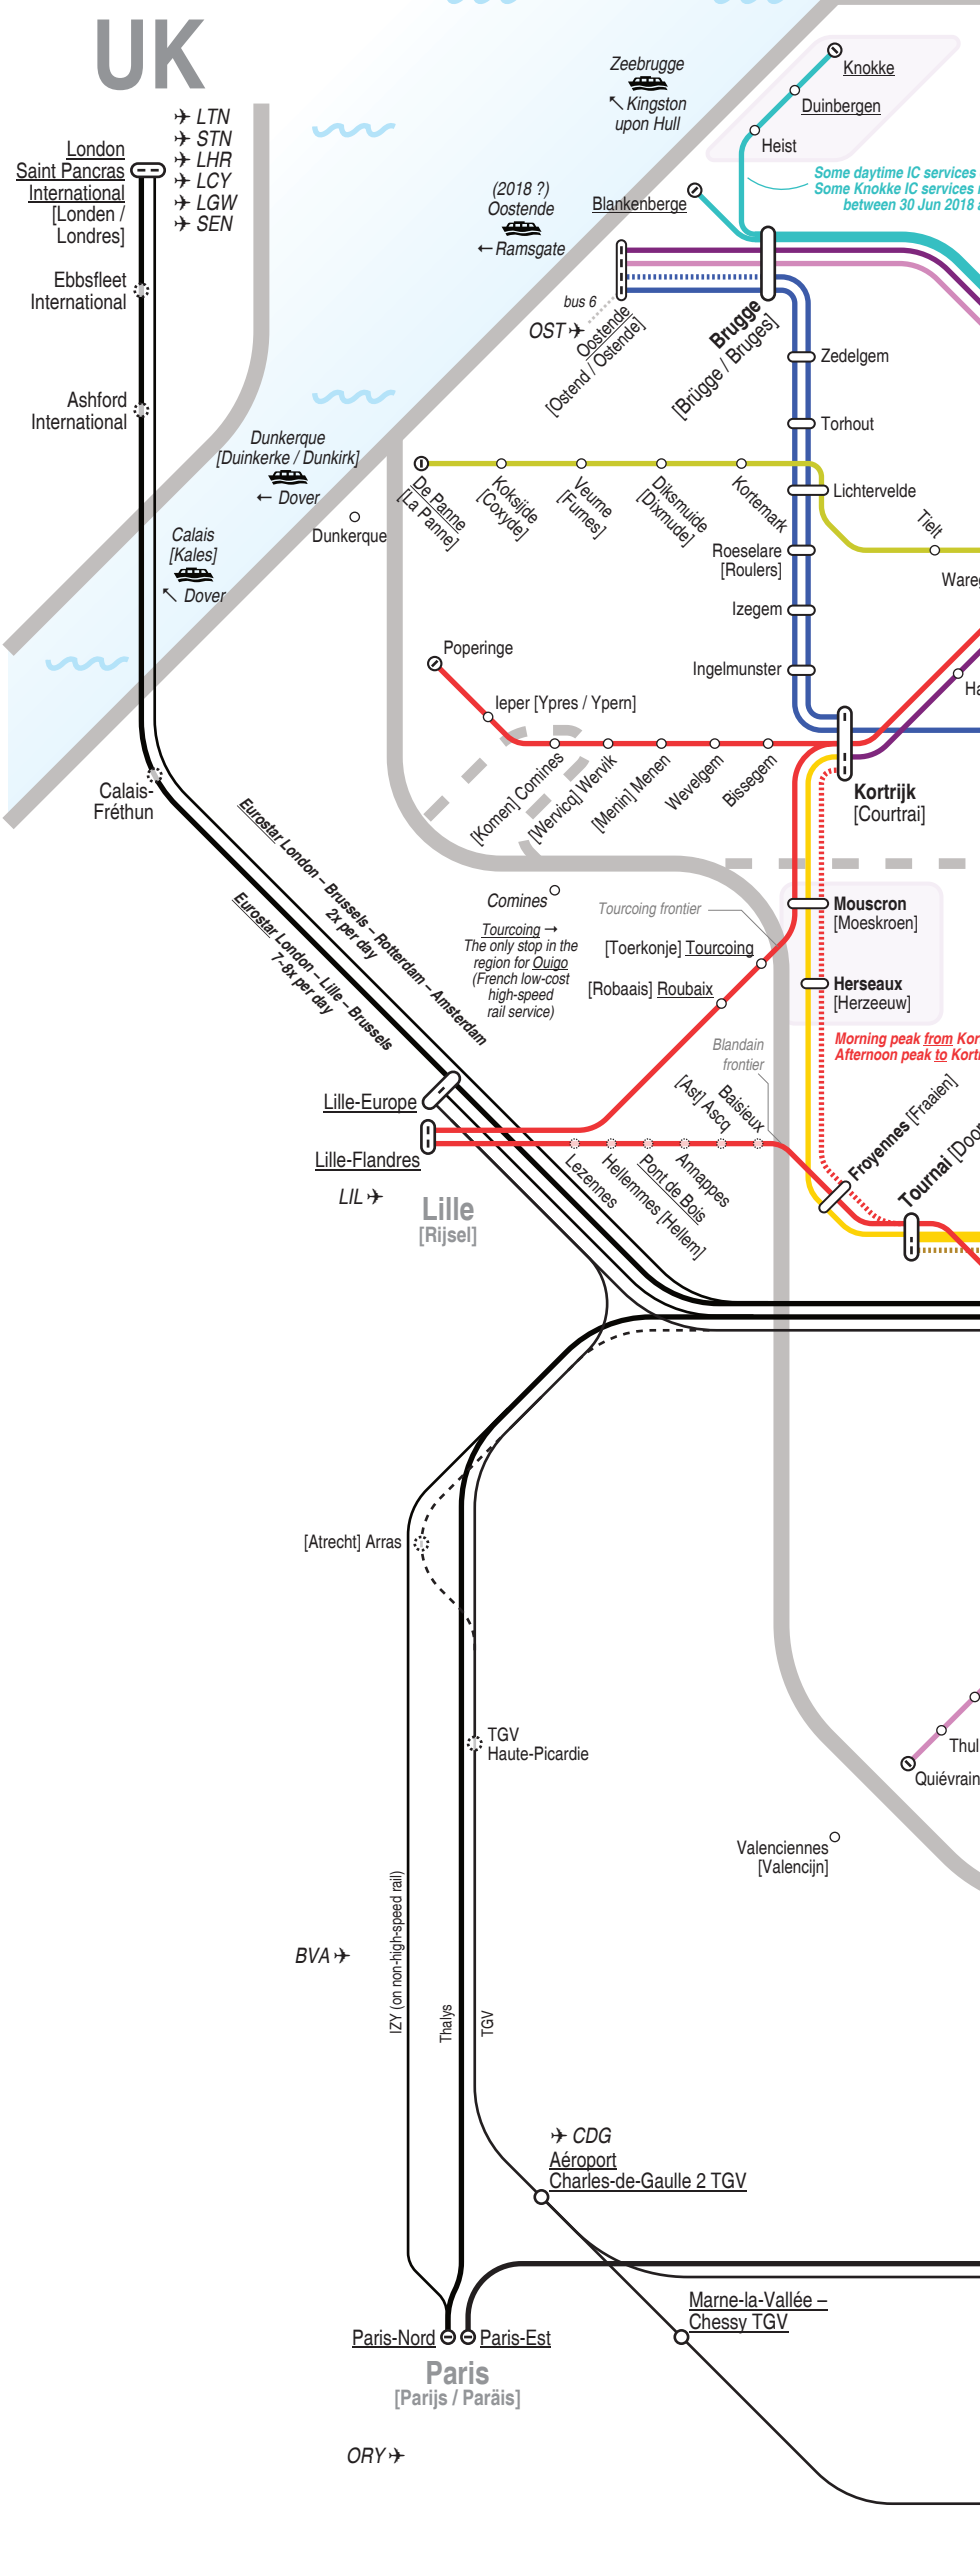 UK
LTN
STN
LHR
LCY
LGW
SEN
London
Saint Pancras
International
[Londen /
Londres]
Ebbsfleet
International
Ashford
International
Zeebrugge
Kingston
upon Hull
(2018 ?)
Oostende
Ramsgate
Knokke
Duinbergen
Heist
Some daytime IC services
Some Knokke IC services
between 30 Jun 2018
Blankenberge
bus 6
OST
Oostende
[Ostend / Ostende]
Brugge
[Brügge / Bruges]
Zedelgem
Torhout
Lichtervelde
Dunkerque
[Duinkerke / Dunkirk]
← Dover
Dunkerque
Calais
[Kales]
Dover
De Panne
[La Panne]
Koksijde
[Coxyde]
Veurne
[Furnes]
Diksmuide
[Dixmude]
Kortemark
Tielt
Roeselare
[Roulers]
Izegem
Ingelmunster
Poperinge
Ieper [Ypres / Ypern]
[Komen] Comines
[Wervicq] Wervik
[Menin] Menen
Wevelgem
Bissegem
Kortrijk
[Courtrai]
Calais-
Fréthun
Eurostar London – Brussels – Rotterdam – Amsterdam
2x per day
Eurostar London – Lille – Brussels
7~8x per day
Comines
Tourcoing →
The only stop in the
region for Ouigo
(French low-cost
high-speed
rail service)
Tourcoing frontier
[Toerkonje] Tourcoing
[Robaais] Roubaix
Mouscron
[Moeskroen]
Herseaux
[Herzeeuw]
Morning peak from Kor
Afternoon peak to Kortr
Blandain
frontier
Lille-Europe
Lille-Flandres
LIL
Lille
[Rijsel]
Lezennes
Hellemmes [Hellem]
Pont de Bois
Annappes
[Ast] Ascq
Baisieux
Froyennes [Fraaien]
Tournai [Door
[Atrecht] Arras
TGV
Haute-Picardie
Thul
Quiévrain
Valenciennes
[Valencijn]
BVA
IZY (on non-high-speed rail)
Thalys
TGV
CDG
Aéroport
Charles-de-Gaulle 2 TGV
Marne-la-Vallée –
Chessy TGV
Paris-Nord
Paris-Est
Paris
[Parijs / Paräis]
ORY